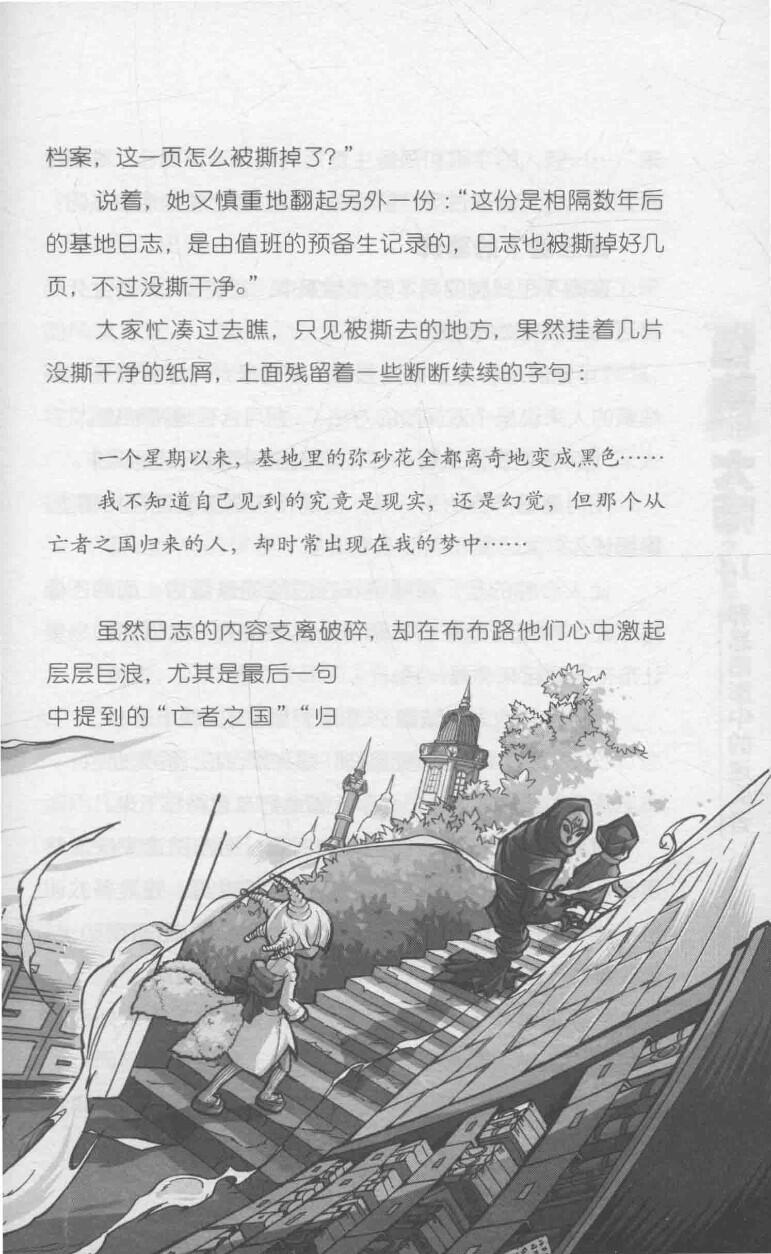 档案，这一页怎么被撕掉了？”
说着，她又慎重地翻起另外一份：“这份是相隔数年后
的基地日志，是由值班的预备生记录的，日志也被撕掉好几
页，不过没撕干净。”
大家忙凑过去瞧，只见被撕去的地方，果然挂着几片
没撕干净的纸屑，上面残留着一些断断续续的字句：
一个星期以来，基地里的弥砂花全都离奇地变成黑色……
我不知道自己见到的究竟是现实，还是幻觉，但那个从
亡者之国归来的人，却时常出现在我的梦中……
虽然日志的内容支离破碎，却在布布路他们心中激起
层层巨浪，尤其是最后一句
中提到的“亡者之国”“归